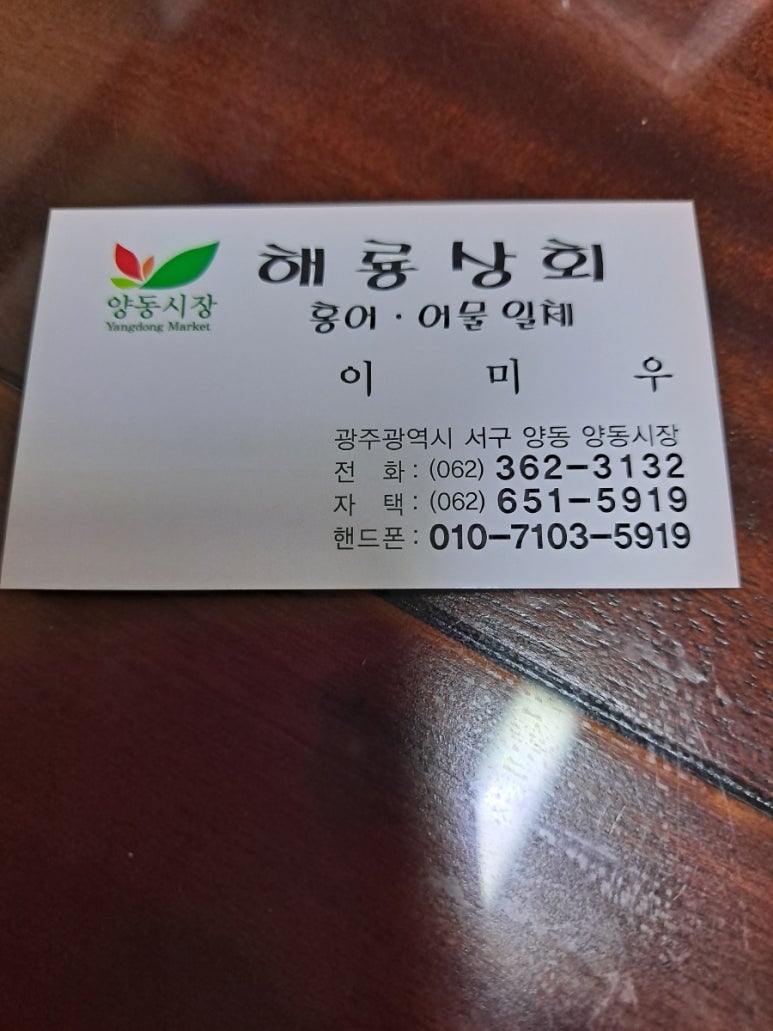 해룡상회
양동시장
Yangdong Market
홍어·어물 일체
이 미 우
광주광역시 서구 양동 양동시장
전 화 : (062) 362-3132
자 택 : (062) 651-5919
핸드폰 : 010-7103-5919